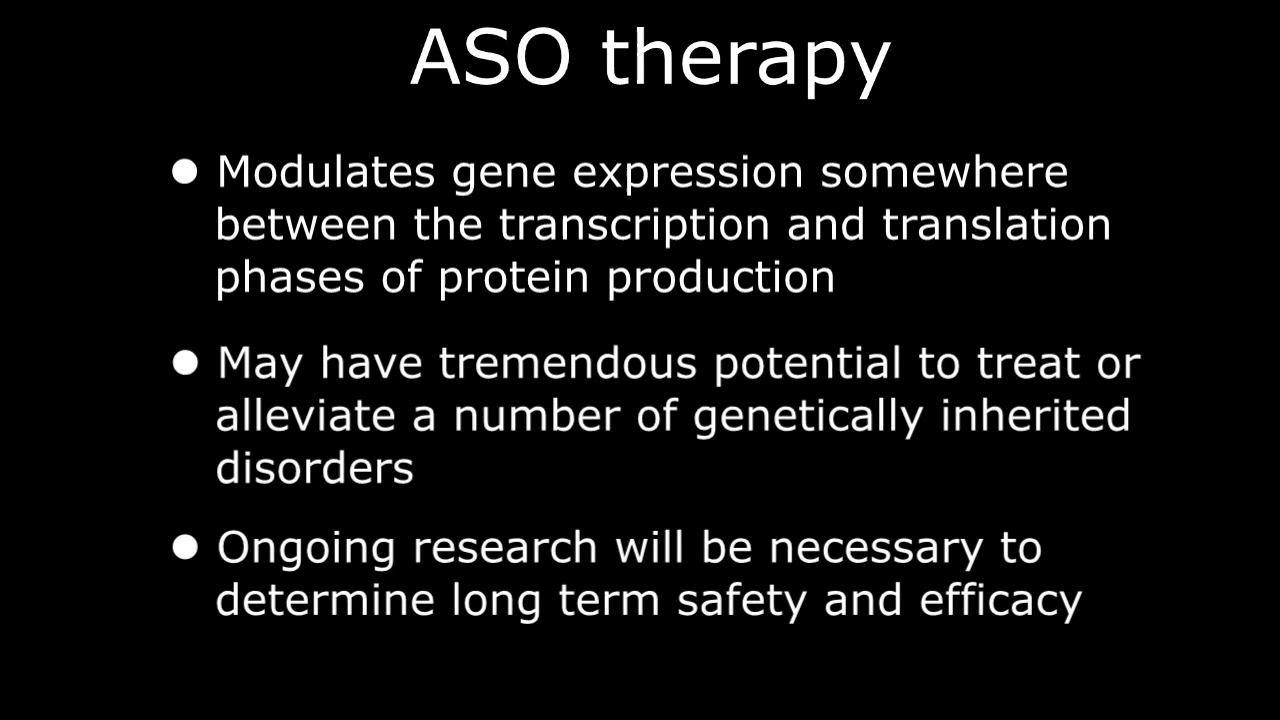 ASO therapy
• Modulates gene expression somewhere
between the transcription and translation
phases of protein production
• May have tremendous potential to treat or
alleviate a number of genetically inherited
disorders
• Ongoing research will be necessary to
determine long term safety and efficacy